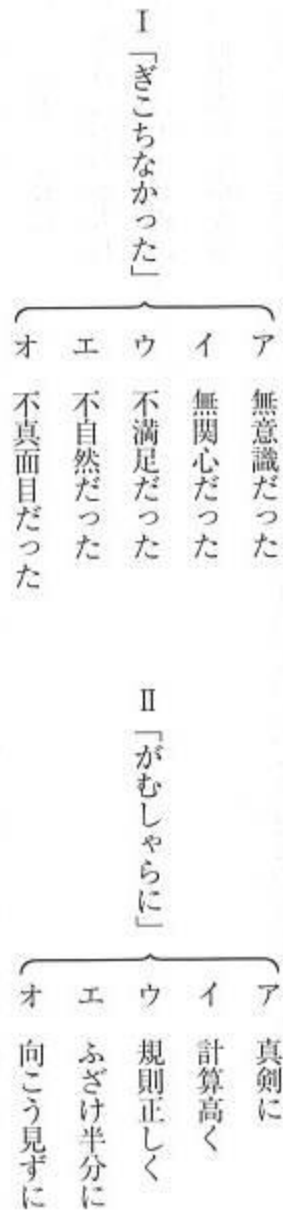 Ⅰ「ぎこちなかった」
ア　無意識だった
イ　無関心だった
ウ　不満足だった
エ　不自然だった
オ　不真面目だった
Ⅱ「がむしゃらに」
ア　真剣に
イ　計算高く
ウ　規則正しく
エ　ふざけ半分に
オ　向こう見ずに